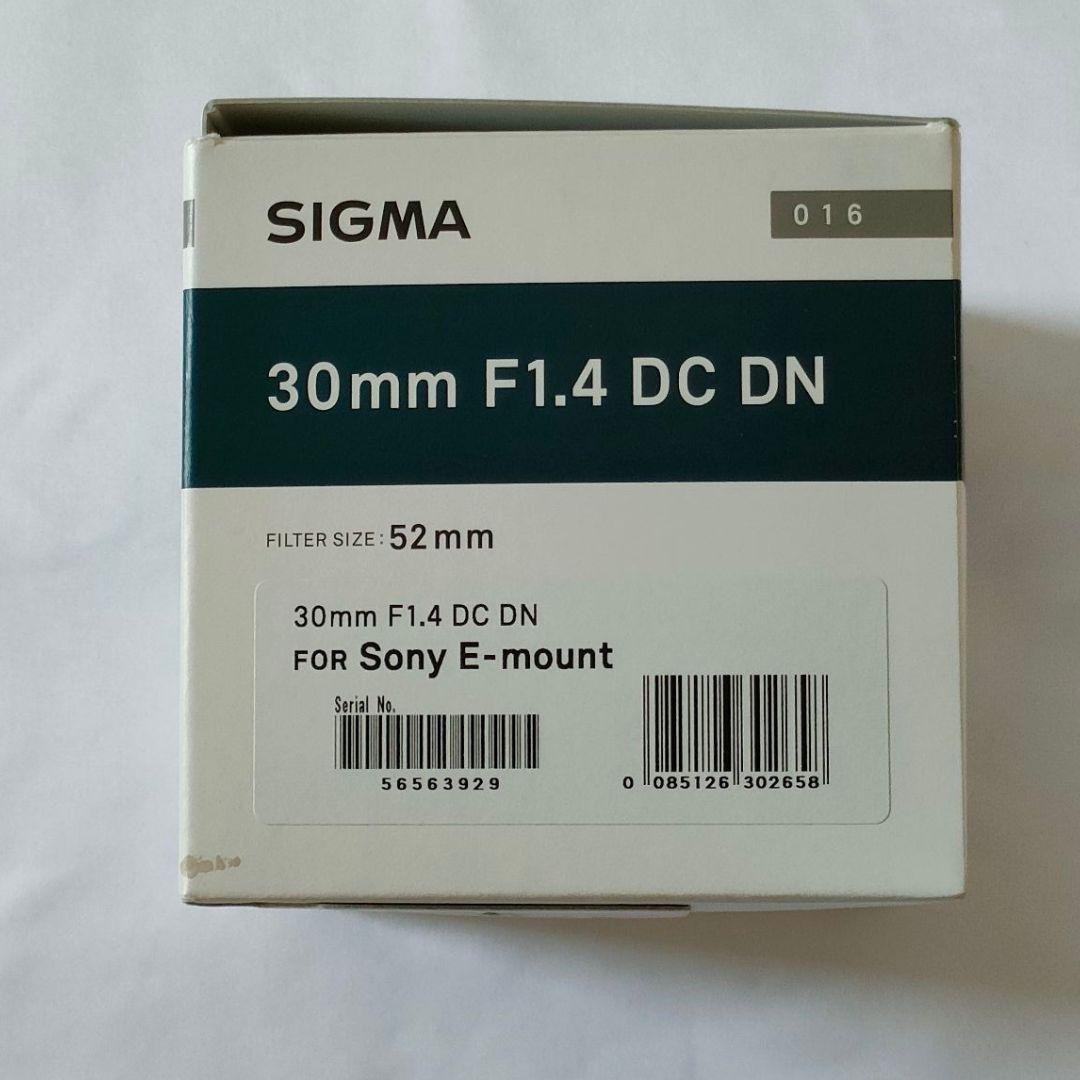 SIGMA
016
30mm F1.4 DC DN
FILTER SIZE: 52mm
30mm F1.4 DC DN
FOR Sony E-mount
Serial No.
56563929
0 085126 302658